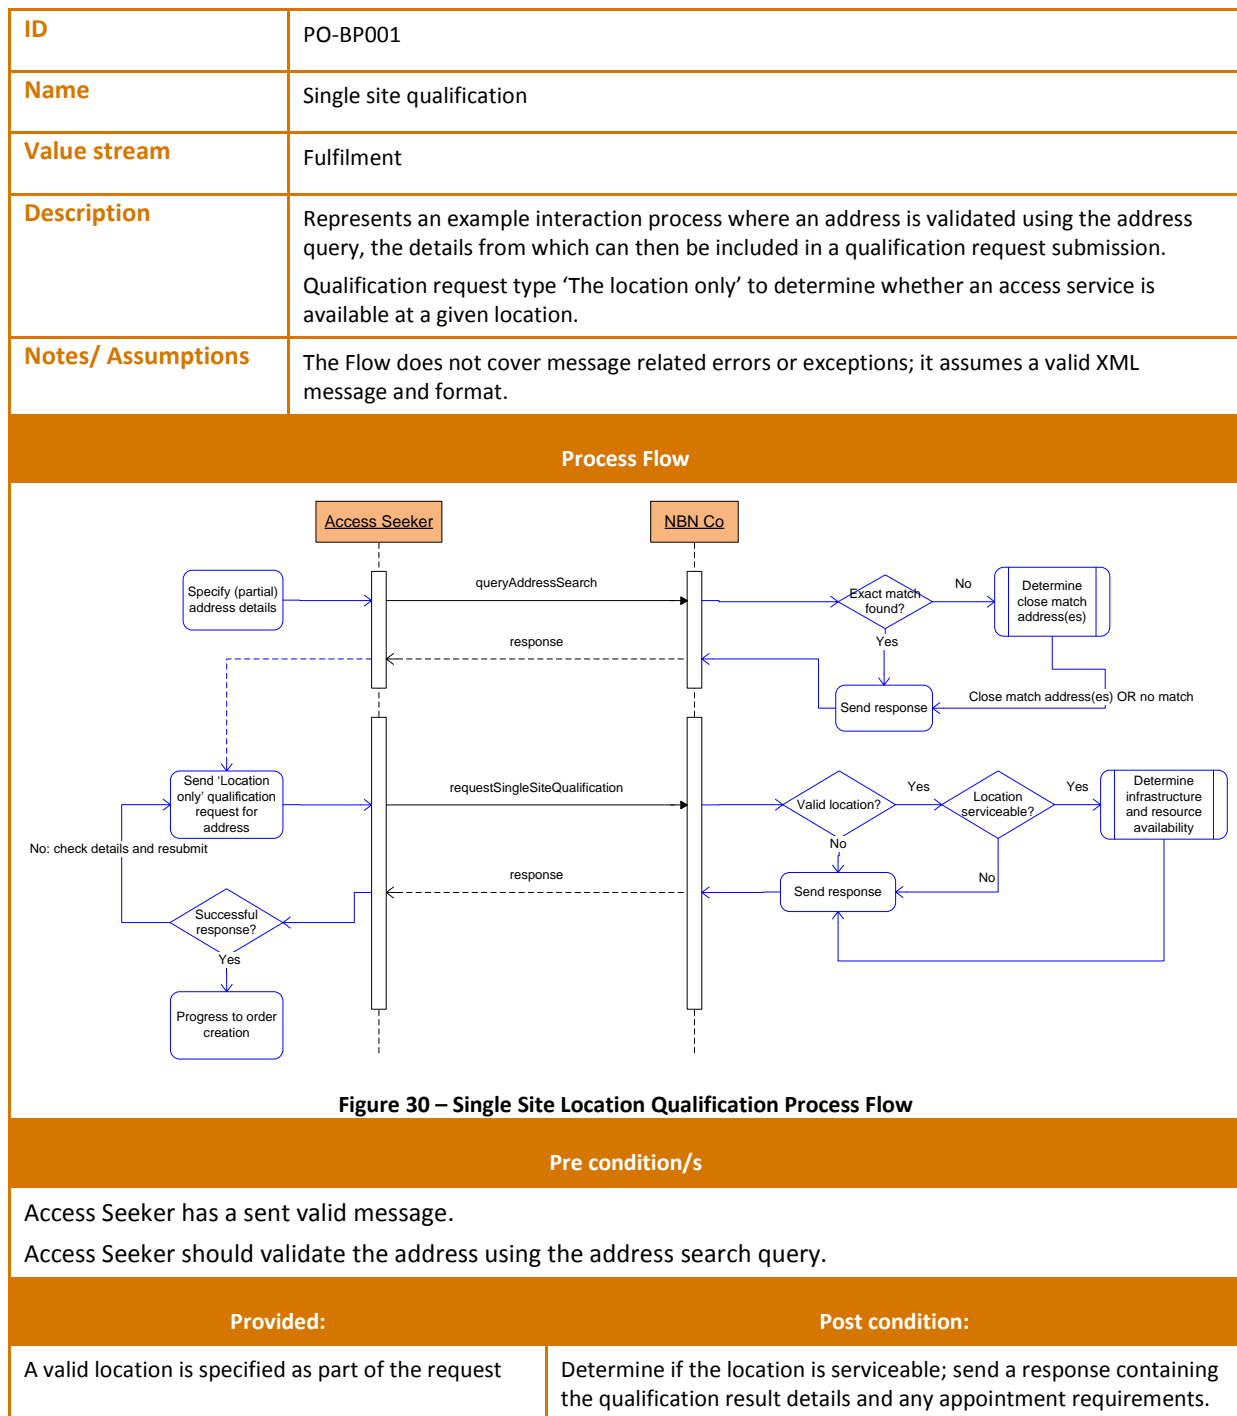 ID
PO-BP001
Name
Single site qualification
Value stream
Fulfilment
Description
Represents an example interaction process where an address is validated using the address
query, the details from which can then be included in a qualification request submission.
Qualification request type ‘The location only’ to determine whether an access service is
available at a given location.
Notes/ Assumptions
The Flow does not cover message related errors or exceptions; it assumes a valid XML
message and format.
Process Flow
Access Seeker
NBN Co
Specify (partial)
address details
queryAddressSearch
Exact match
found?
No
Determine
close match
address(es)
Yes
response
Send response
Close match address(es) OR no match
Send ‘Location
only’ qualification
request for
address
requestSingleSiteQualification
Valid location?
Yes
Location
serviceable?
Yes
Determine
infrastructure
and resource
availability
No
No
No: check details and resubmit
response
Send response
Successful
response?
Yes
Progress to order
creation
Figure 30 – Single Site Location Qualification Process Flow
Pre condition/s
Access Seeker has a sent valid message.
Access Seeker should validate the address using the address search query.
Provided:
Post condition:
A valid location is specified as part of the request
Determine if the location is serviceable; send a response containing
the qualification result details and any appointment requirements.